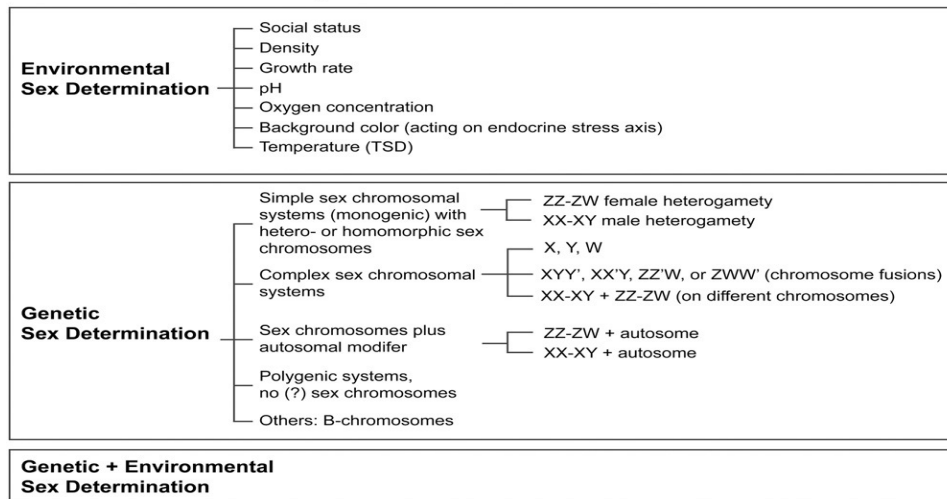 Environmental
Sex Determination
Social status
Density
Growth rate
pH
Oxygen concentration
Background color (acting on endocrine stress axis)
Temperature (TSD)
Genetic
Sex Determination
Simple sex chromosomal
systems (monogenic) with
hetero- or homomorphic sex
chromosomes
ZZ-ZW female heterogamety
XX-XY male heterogamety
Complex sex chromosomal
systems
X, Y, W
XYY', XX'Y, ZZ'W, or ZWW' (chromosome fusions)
XX-XY + ZZ-ZW (on different chromosomes)
Sex chromosomes plus
autosomal modifer
ZZ-ZW + autosome
XX-XY + autosome
Polygenic systems,
no (?) sex chromosomes
Others: B-chromosomes
Genetic + Environmental
Sex Determination